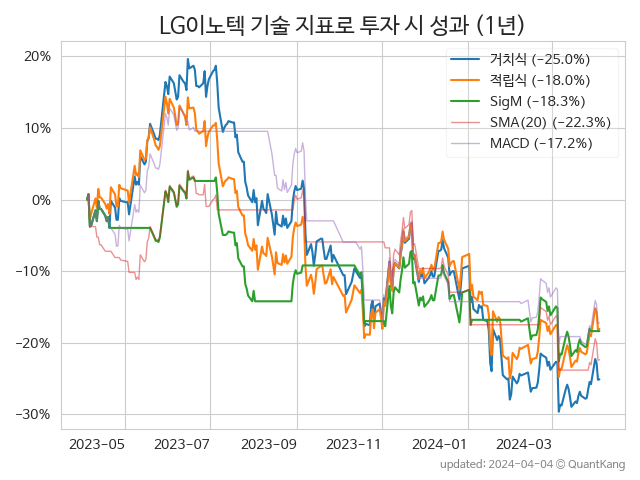 LG이노텍 기술 지표로 투자 시 성과 (1년)
거치식 (−25.0%)
적립식 (−18.0%)
SigM (−18.3%)
SMA(20) (−22.3%)
MACD (−17.2%)
20%
10%
0%
−10%
−20%
−30%
2023-05 2023-07 2023-09 2023-11 2024-01 2024-03
updated: 2024-04-04 © QuantKang